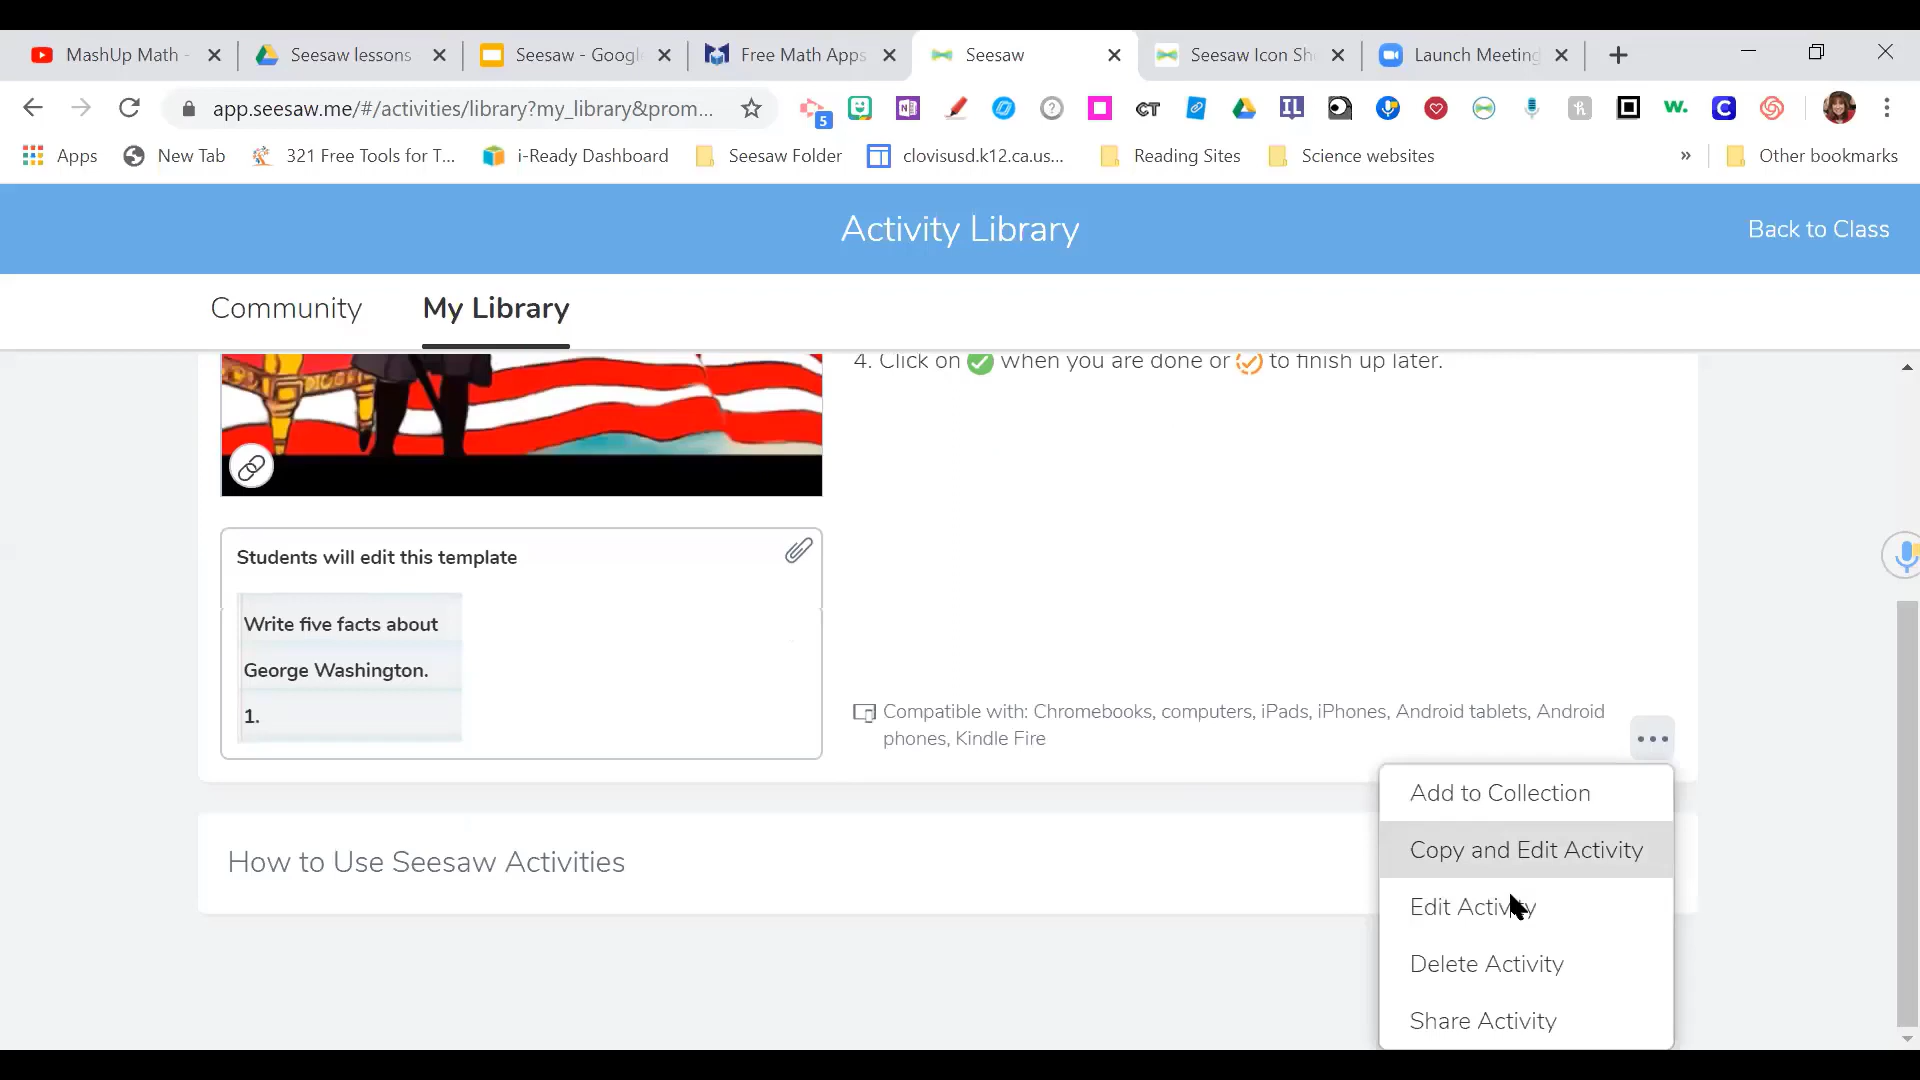 MashUp Math -
Seesaw lessons
Seesaw - Google
Free Math Apps
Seesaw
Seesaw Icon Sh
Launch Meeting
app.seesaw.me/#/activities/library?my_library&prom...
5
CT
IL
w.
C
Apps
New Tab
321 Free Tools for T...
i-Ready Dashboard
Seesaw Folder
clovisusd.k12.ca.us...
Reading Sites
Science websites
»
Other bookmarks
Activity Library
Back to Class
Community
My Library
4. Click on ✓ when you are done or ✓ to finish up later.
Students will edit this template
Write five facts about
George Washington.
1.
Compatible with: Chromebooks, computers, iPads, iPhones, Android tablets, Android
phones, Kindle Fire
Add to Collection
Copy and Edit Activity
Edit Activity
Delete Activity
Share Activity
How to Use Seesaw Activities